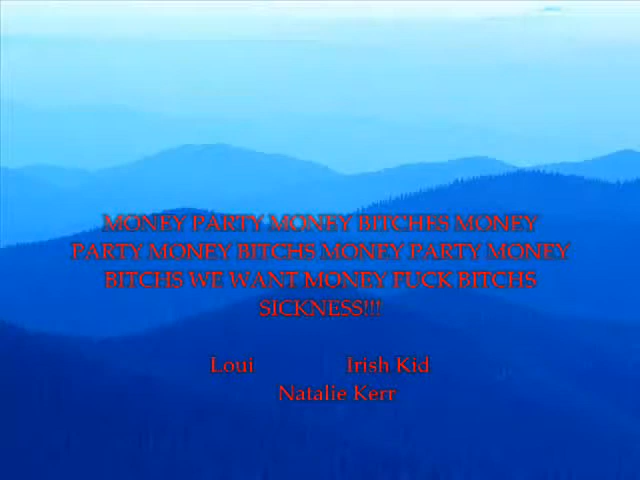 MONEY PARTY MONEY BITCHES MONEY
PARTY MONEY BITCHS MONEY PARTY MONEY
BITCHS WE WANT MONEY FUCK BITCHS
SICKNESS!!!
Loui Irish Kid
Natalie Kerr